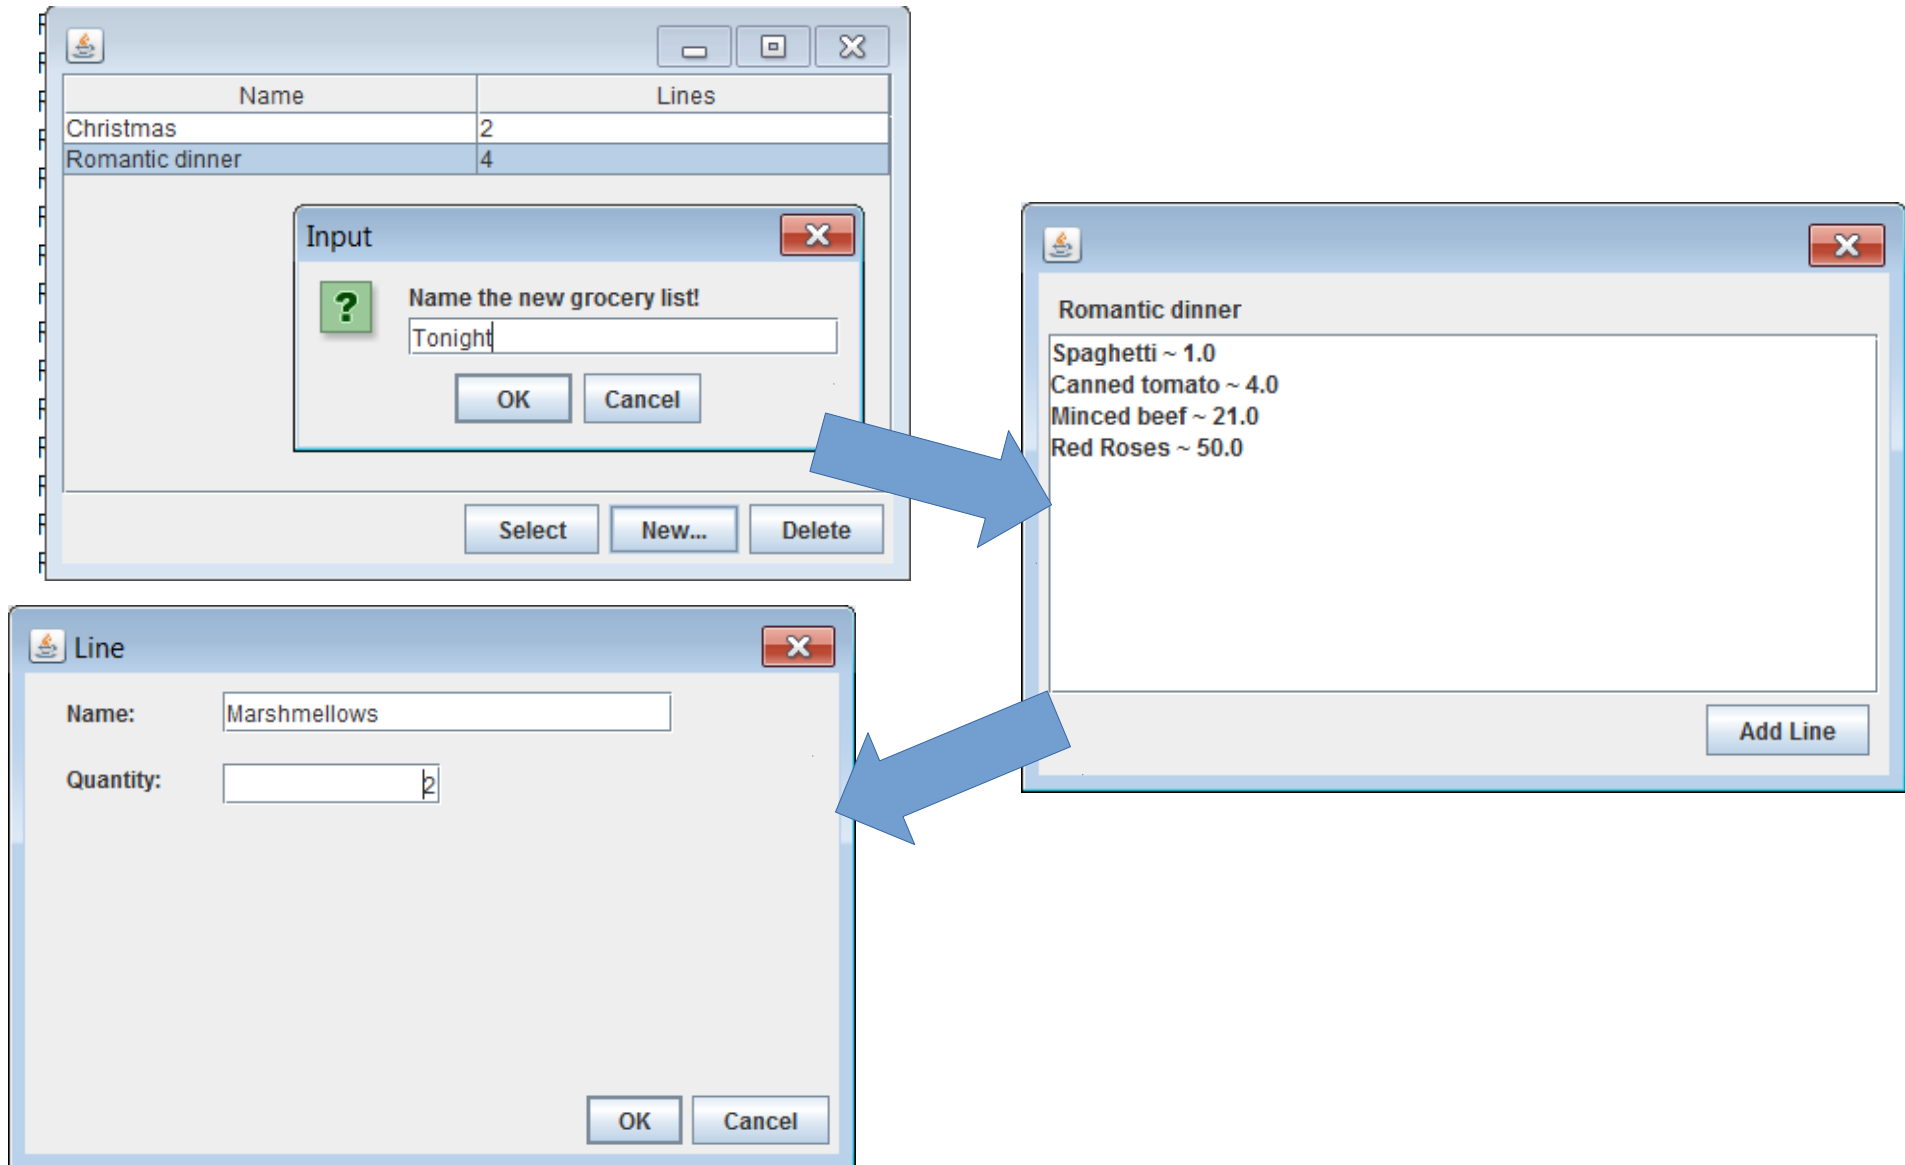 Name Lines
Christmas 2
Romantic dinner 4
Input
Name the new grocery list!
Tonight
OK Cancel
Select New... Delete
Romantic dinner
Spaghetti ~ 1.0
Canned tomato ~ 4.0
Minced beef ~ 21.0
Red Roses ~ 50.0
Add Line
Line
Name: Marshmellows
Quantity: 2
OK Cancel